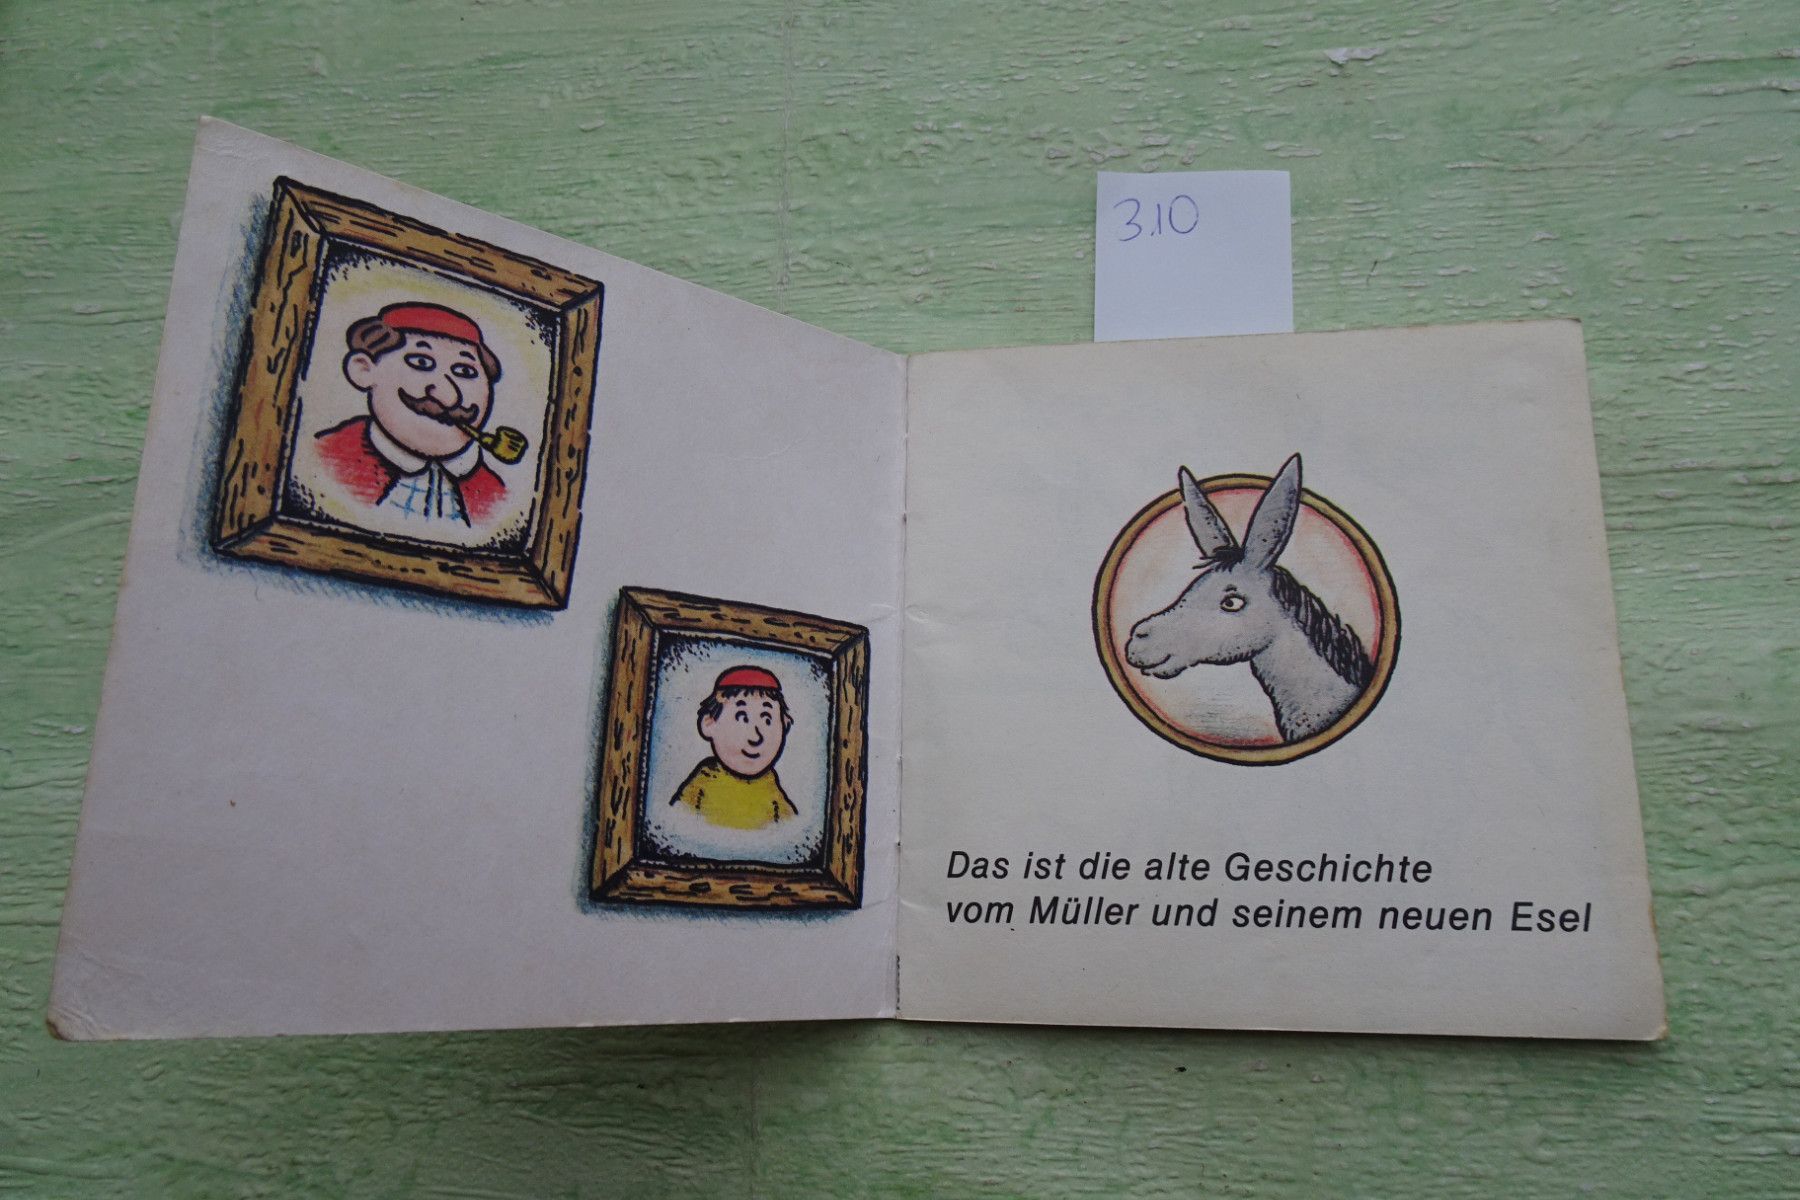 3.10
Das ist die alte Geschichte
vom Müller und seinem neuen Esel